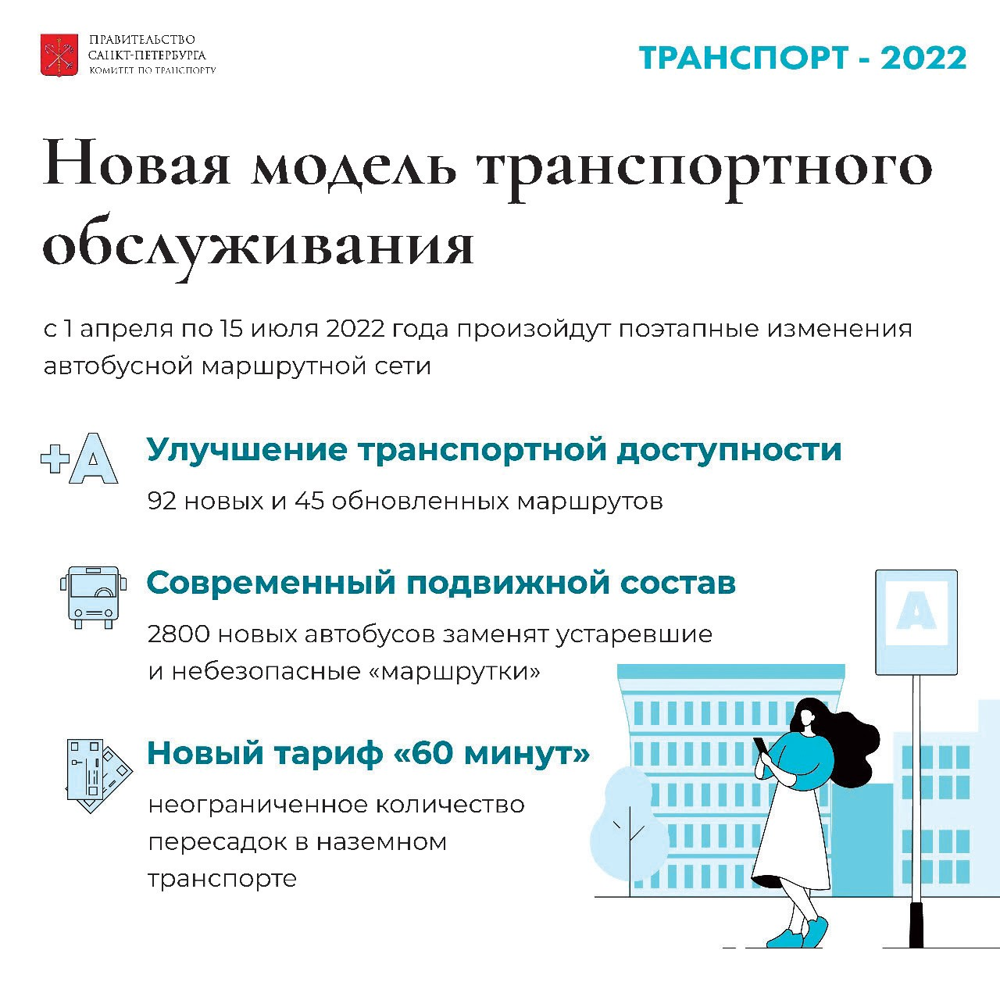 ПРАВИТЕЛЬСТВО
САНКТ-ПЕТЕРБУРГА
КОМИТЕТ ПО ТРАНСПОРТУ
ТРАНСПОРТ - 2022
Новая модель транспортного
обслуживания
с 1 апреля по 15 июля 2022 года произойдут поэтапные изменения
автобусной маршрутной сети
+А
Улучшение транспортной доступности
92 новых и 45 обновленных маршрутов
Современный подвижной состав
2800 новых автобусов заменят устаревшие
и небезопасные «маршрутки»
А
Новый тариф «60 минут»
неограниченное количество
пересадок в наземном
транспорте